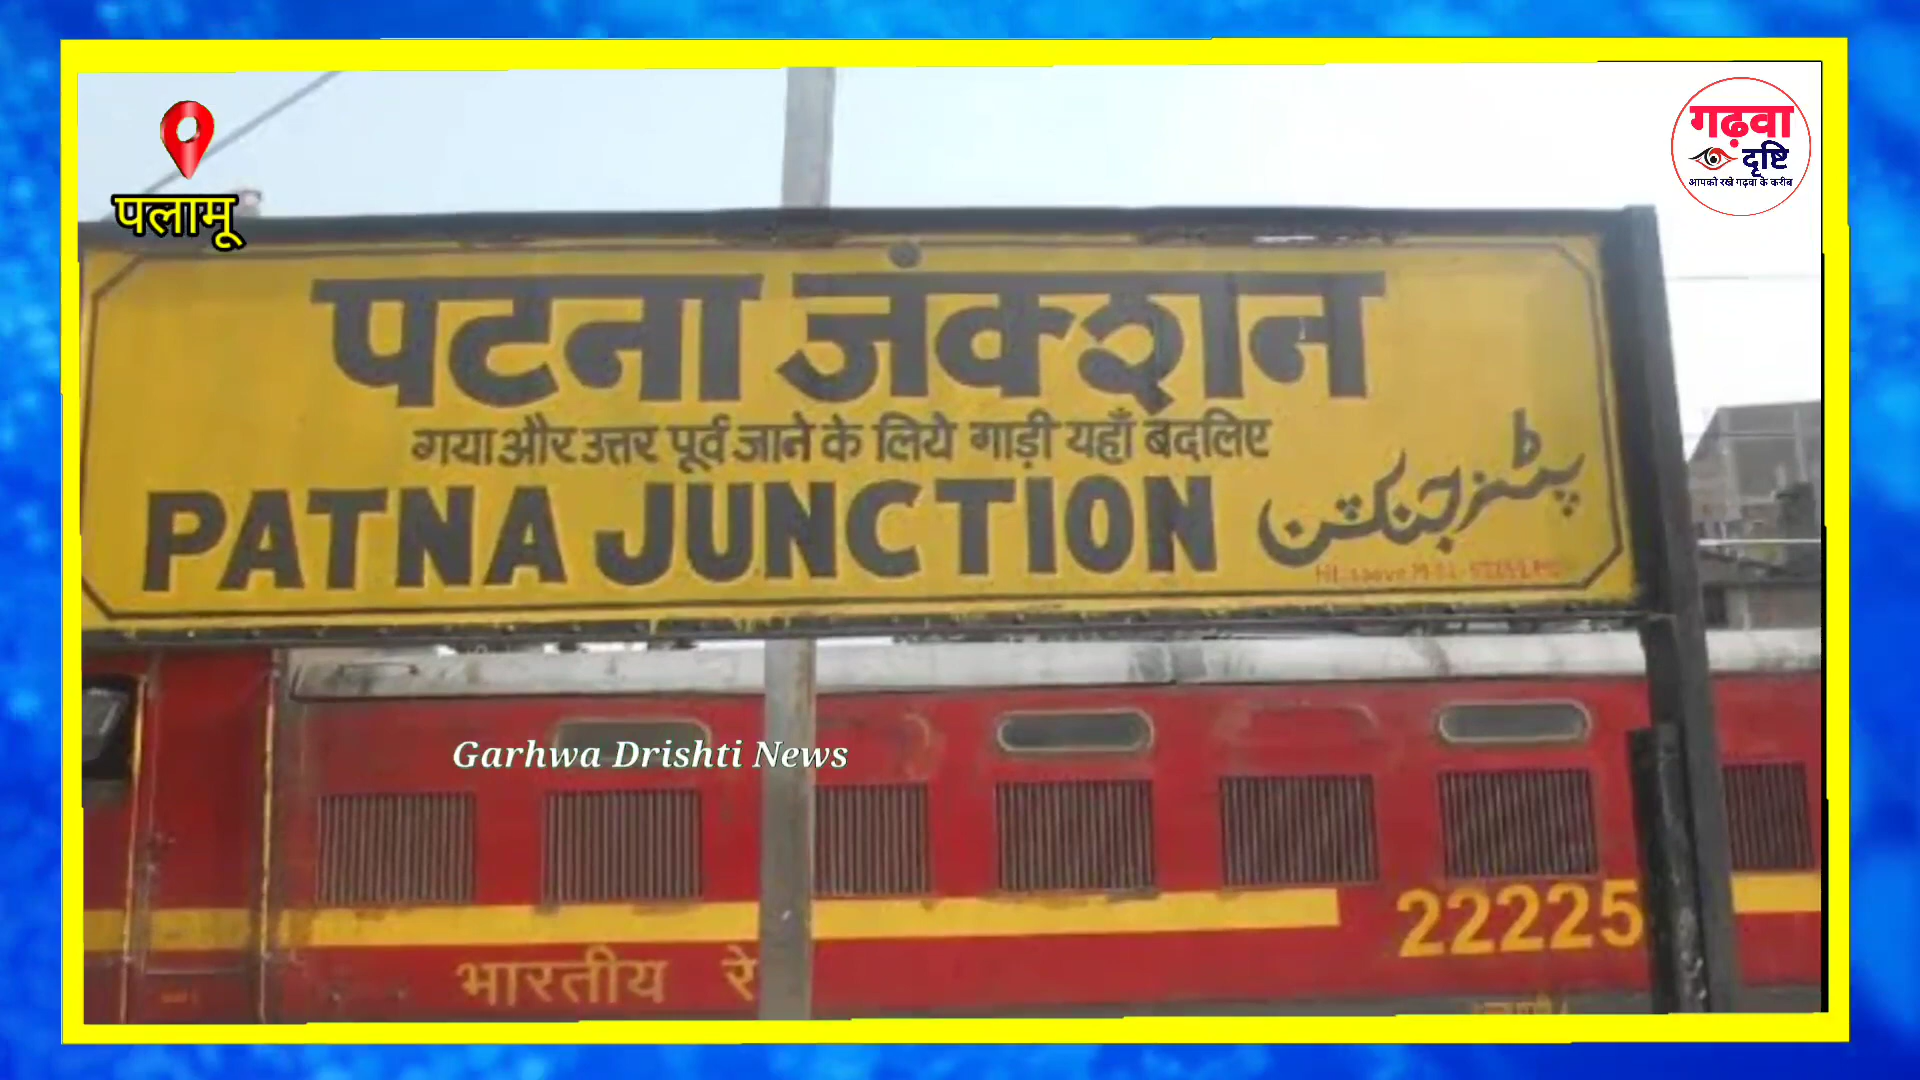 गढ़वा
दृष्टि
आपको रखे गढ़वा के करीब
पलामू
पटना जंक्शन
गया और उत्तर पूर्व जाने के लिये गाड़ी यहाँ बदलिए
PATNA JUNCTION
پٹنہ جنکشن
Garhwa Drishti News
22225
भारतीय रे